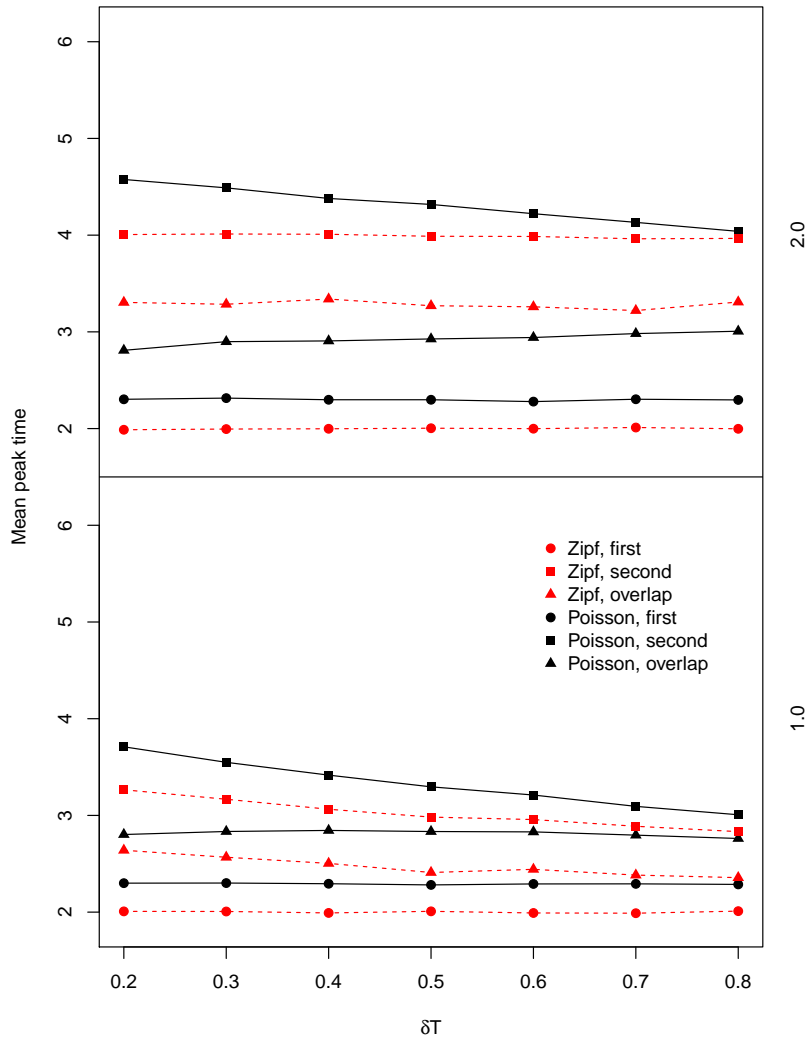 6
5
4
3
2
2.0
Mean peak time
6
5
4
3
2
1.0
Zipf, first
Zipf, second
Zipf, overlap
Poisson, first
Poisson, second
Poisson, overlap
0.2 0.3 0.4 0.5 0.6 0.7 0.8
δT